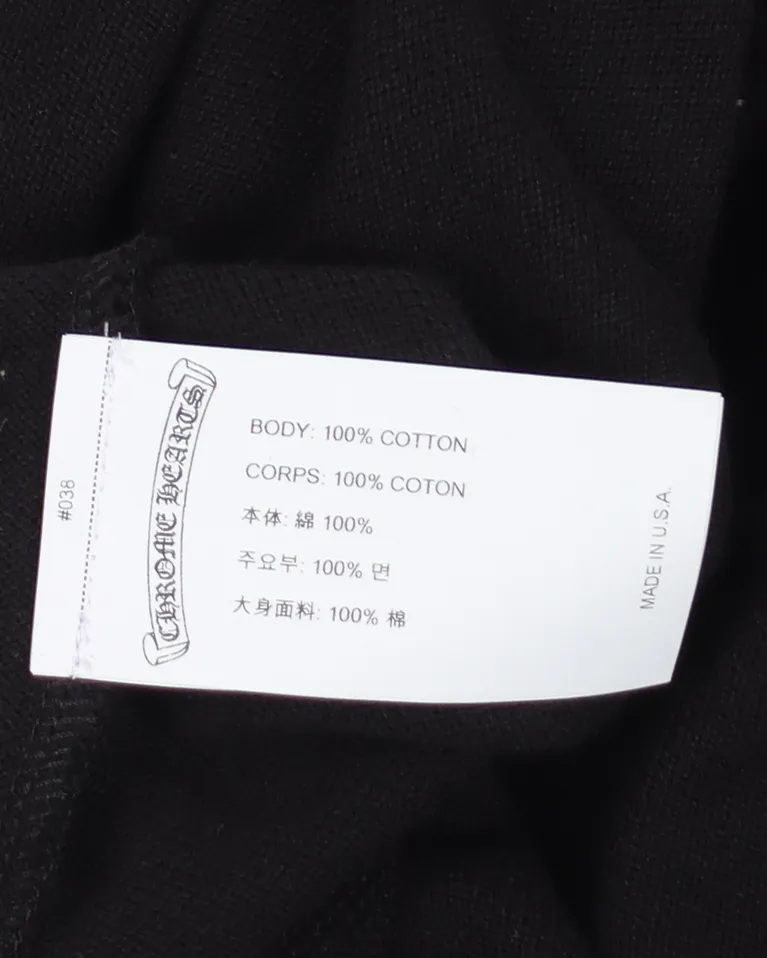 #038
CHROME HEARTS
BODY: 100% COTTON
CORPS: 100% COTON
本体: 綿 100%
주요부: 100% 면
大身面料: 100% 棉
MADE IN U.S.A.